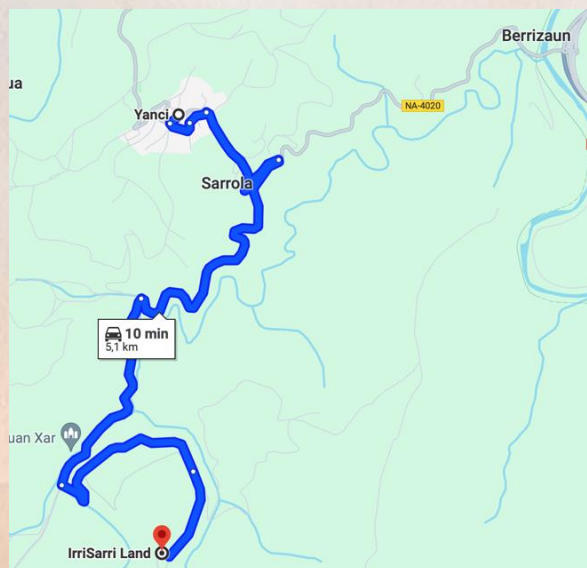 Berrizaun
ua
NA-4020
Yanci
Sarrola
10 min
5,1 km
uan Xar
IrriSarri Land